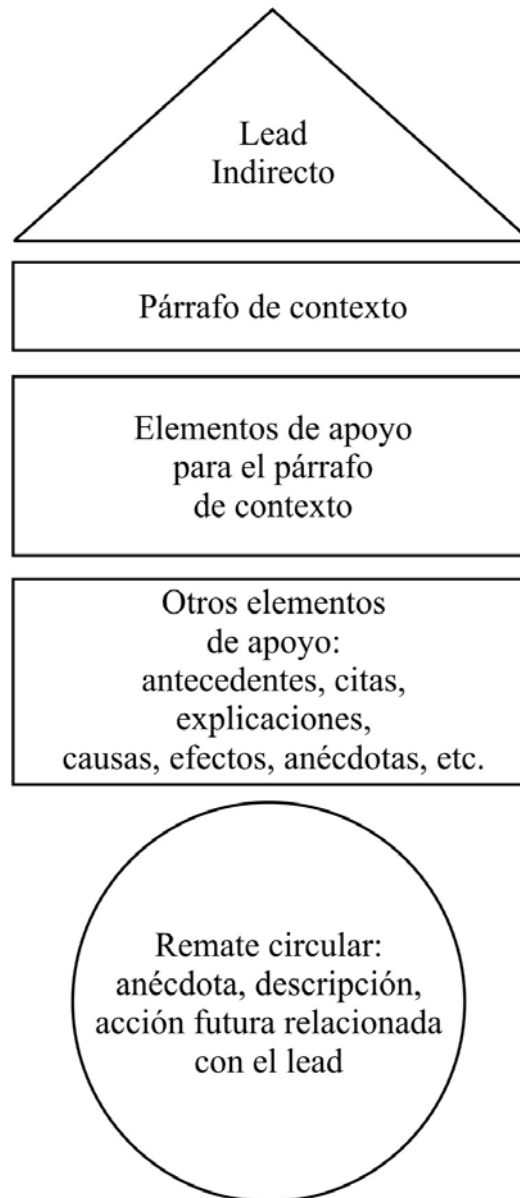 Lead
Indirecto
Párrafo de contexto
Elementos de apoyo
para el párrafo
de contexto
Otros elementos
de apoyo:
antecedentes, citas,
explicaciones,
causas, efectos, anécdotas, etc.
Remate circular:
anécdota, descripción,
acción futura relacionada
con el lead